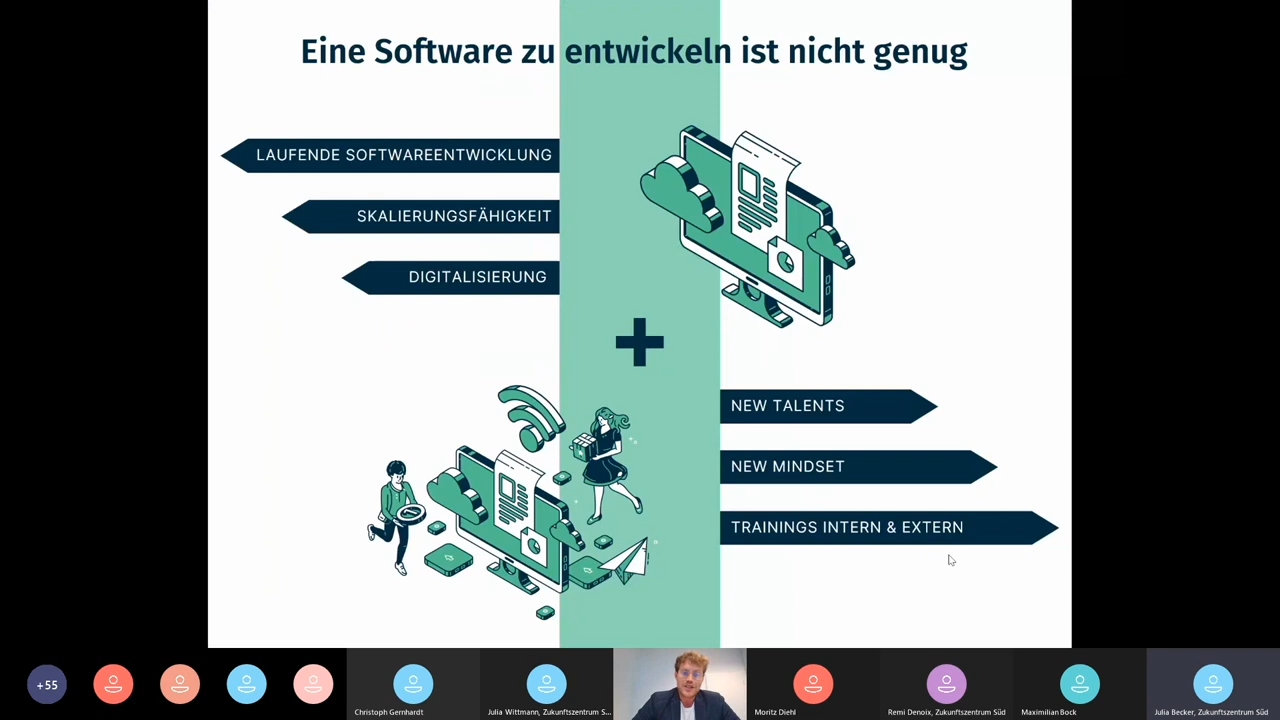 Eine Software zu entwickeln ist nicht genug
LAUFENDE SOFTWAREENTWICKLUNG
SKALIERUNGSFÄHIGKEIT
DIGITALISIERUNG
NEW TALENTS
NEW MINDSET
TRAININGS INTERN & EXTERN
+55
Christoph Gernhardt
Julia Wittmann, Zukunftszentrum S...
Moritz Diehl
Remi Denoix, Zukunftszentrum Süd
Maximilian Bock
Julia Becker, Zukunftszentrum Süd